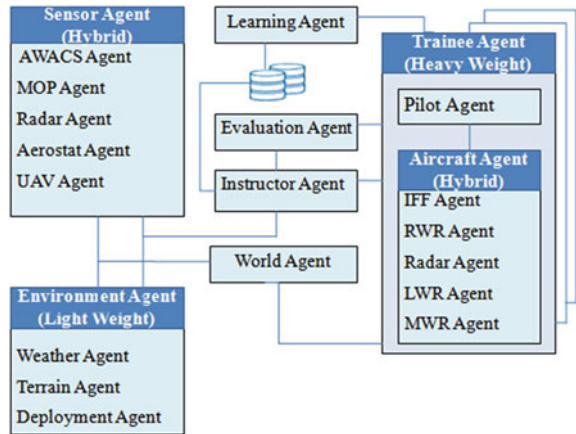 Sensor Agent
(Hybrid)
AWACS Agent
MOP Agent
Radar Agent
Aerostat Agent
UAV Agent
Learning Agent
Evaluation Agent
Instructor Agent
World Agent
Trainee Agent
(Heavy Weight)
Pilot Agent
Aircraft Agent
(Hybrid)
IFF Agent
RWR Agent
Radar Agent
LWR Agent
MWR Agent
Environment Agent
(Light Weight)
Weather Agent
Terrain Agent
Deployment Agent